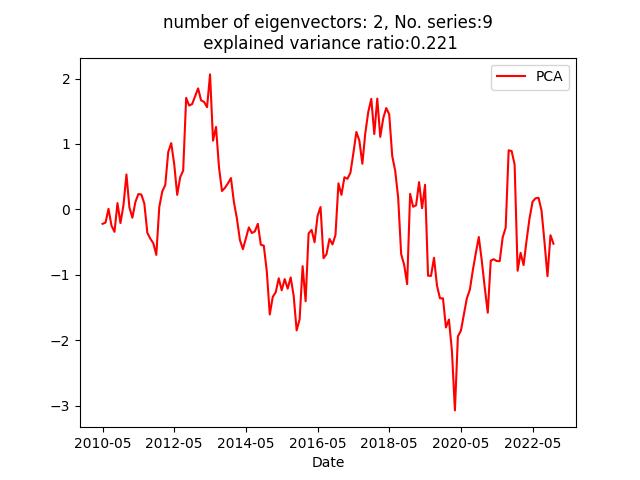 number of eigenvectors: 2, No. series:9
explained variance ratio:0.221
PCA
2
1
0
−1
−2
−3
2010-05 2012-05 2014-05 2016-05 2018-05 2020-05 2022-05
Date